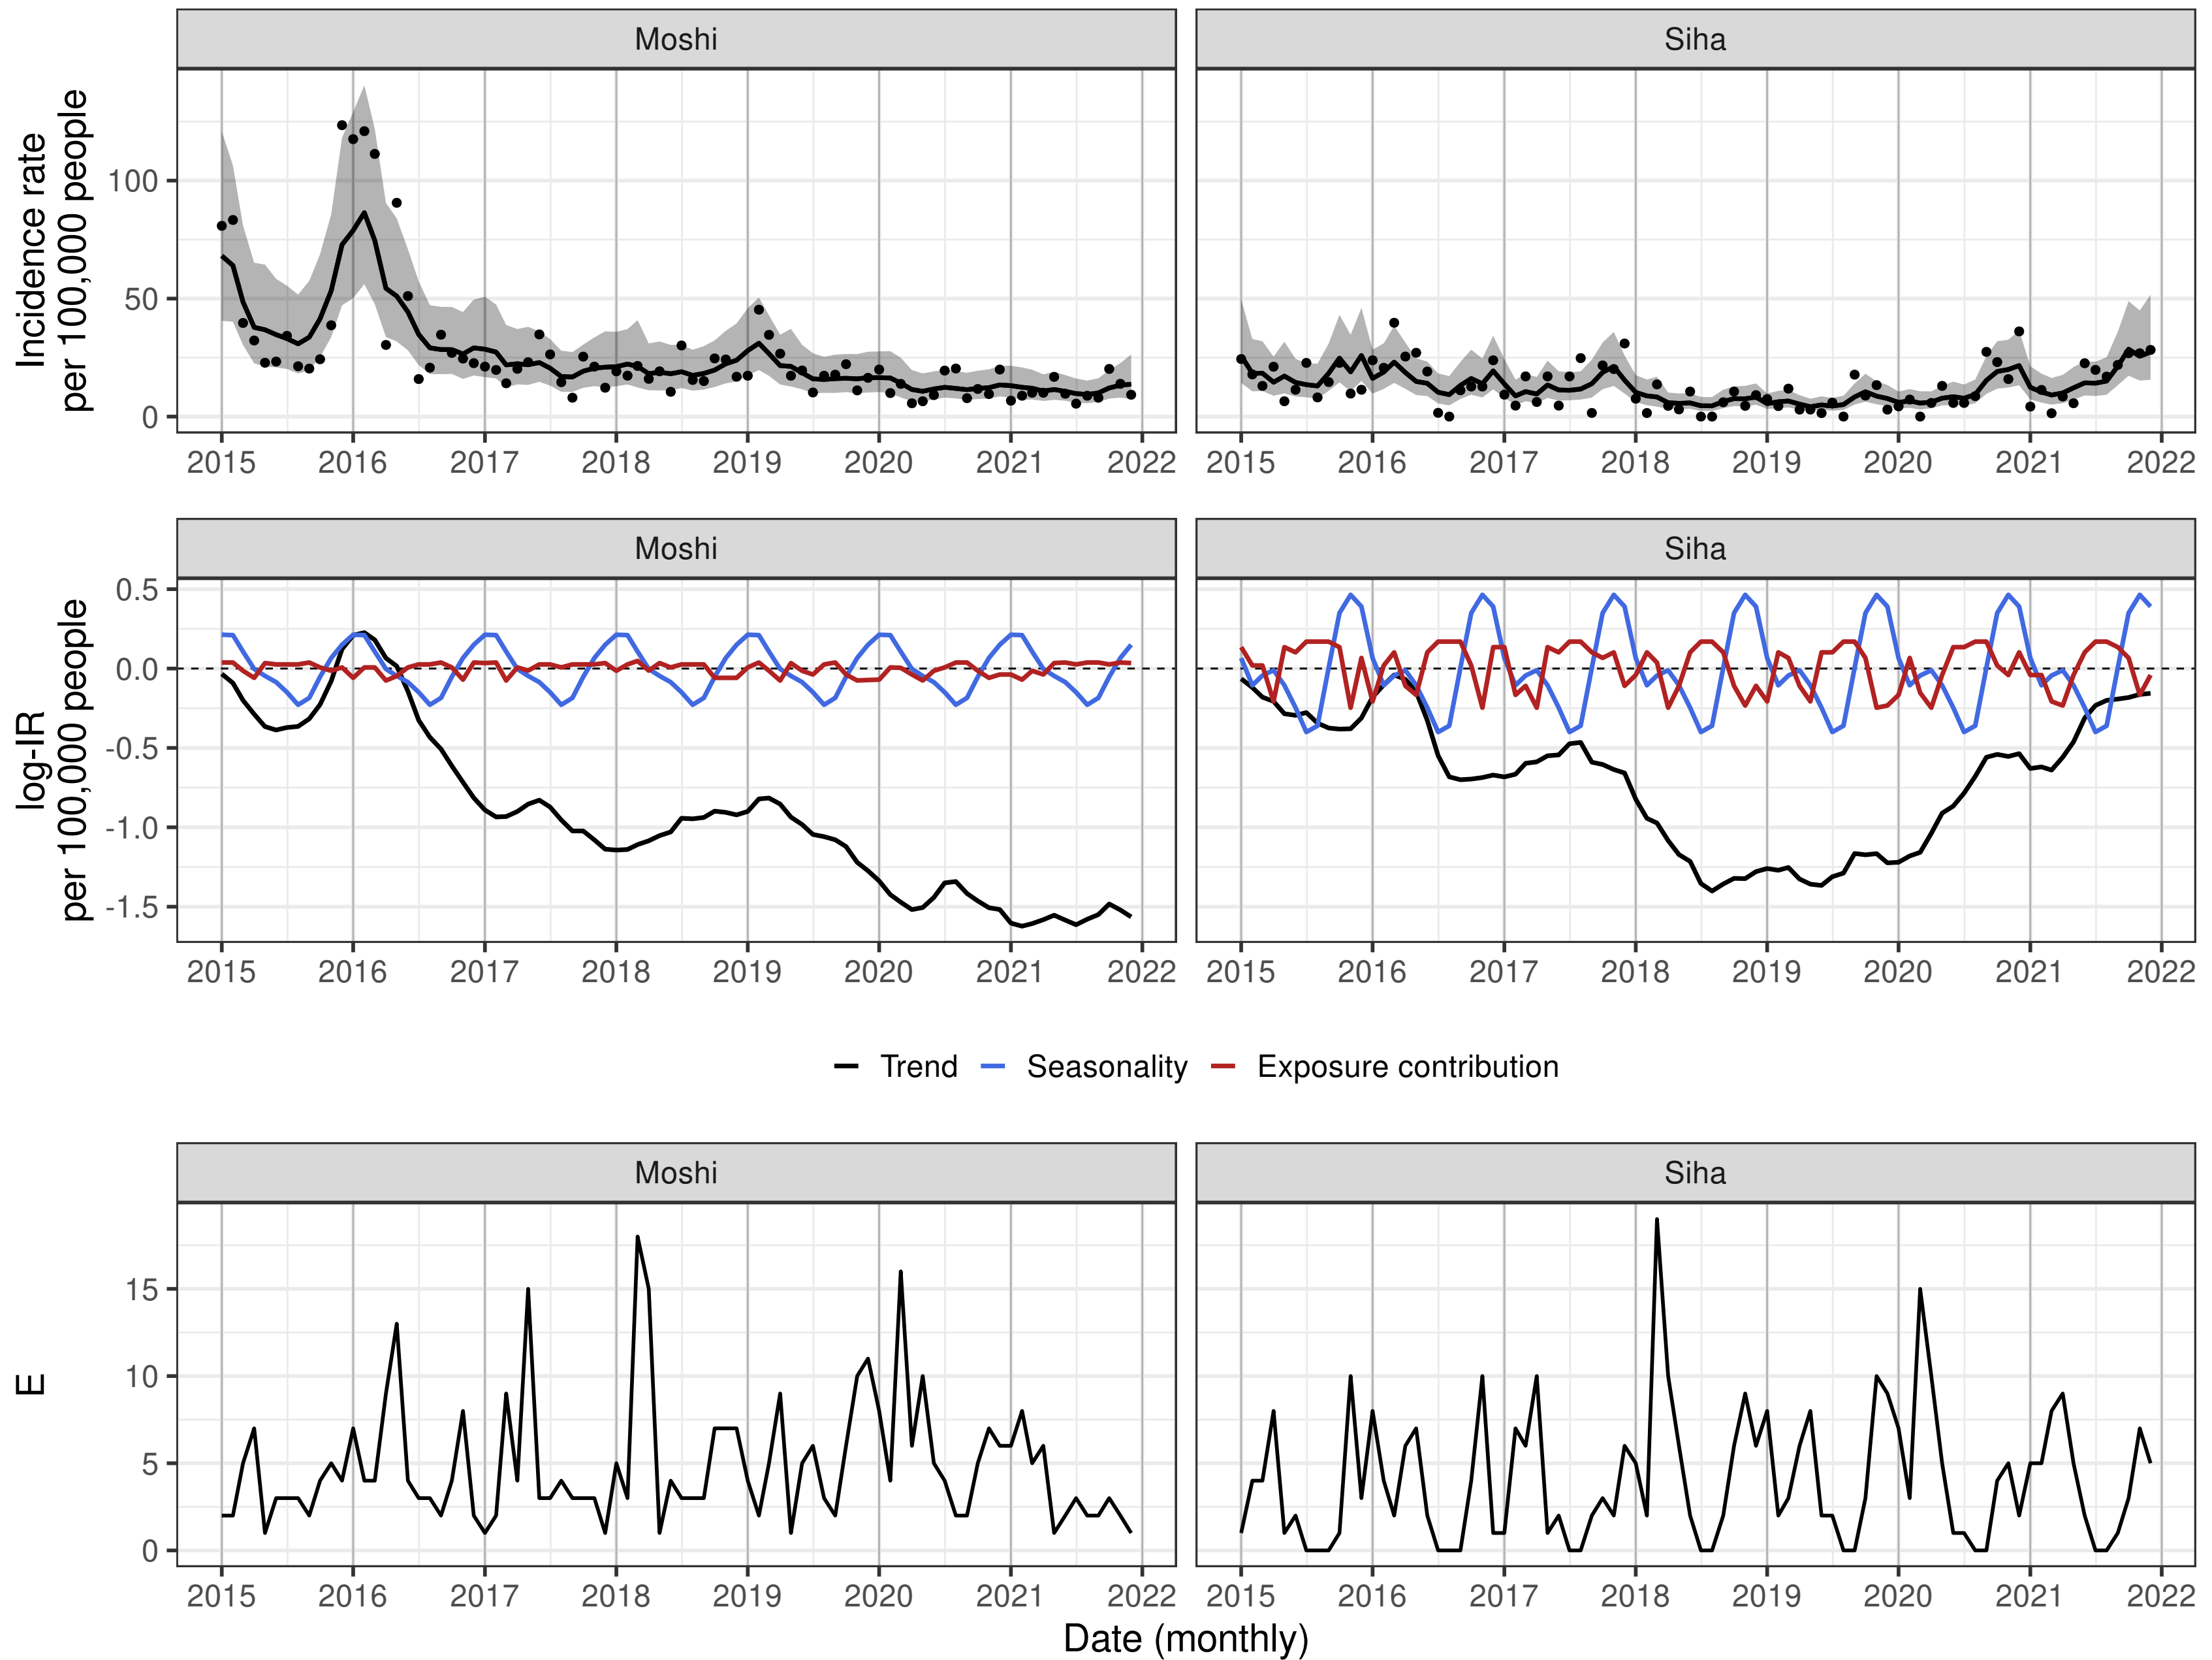 Moshi Siha
Incidence rate
per 100,000 people
100
50
0
2015 2016 2017 2018 2019 2020 2021 2022 2015 2016 2017 2018 2019 2020 2021 2022
Moshi Siha
log-IR
per 100,000 people
0.5
0.0
-0.5
-1.0
-1.5
2015 2016 2017 2018 2019 2020 2021 2022 2015 2016 2017 2018 2019 2020 2021 2022
Trend Seasonality Exposure contribution
Moshi Siha
E
15
10
5
0
2015 2016 2017 2018 2019 2020 2021 2022 2015 2016 2017 2018 2019 2020 2021 2022
Date (monthly)